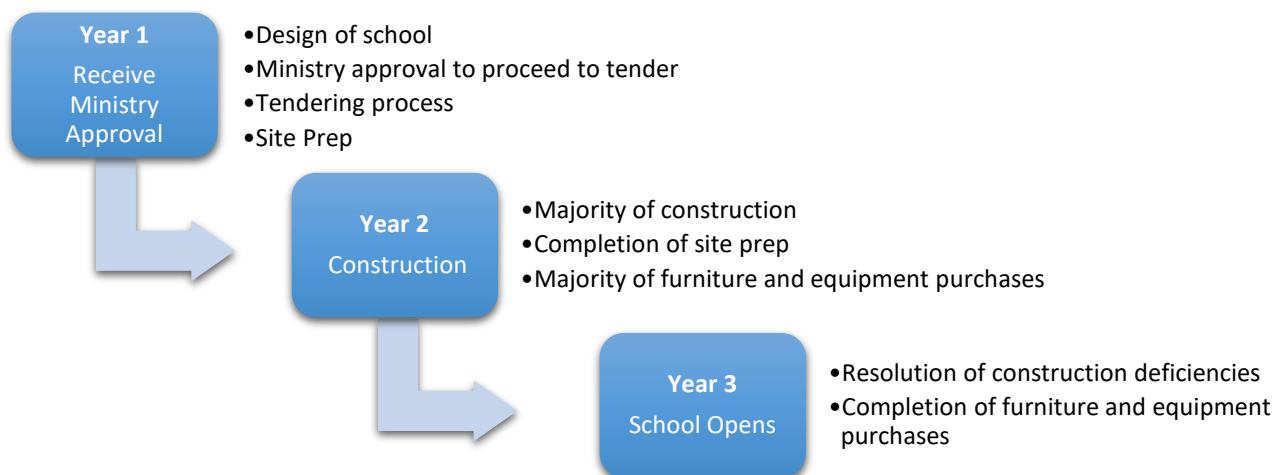 Year 1
Receive
Ministry
Approval
•Design of school
•Ministry approval to proceed to tender
•Tendering process
•Site Prep
Year 2
Construction
•Majority of construction
•Completion of site prep
•Majority of furniture and equipment purchases
Year 3
School Opens
•Resolution of construction deficiencies
•Completion of furniture and equipment
purchases